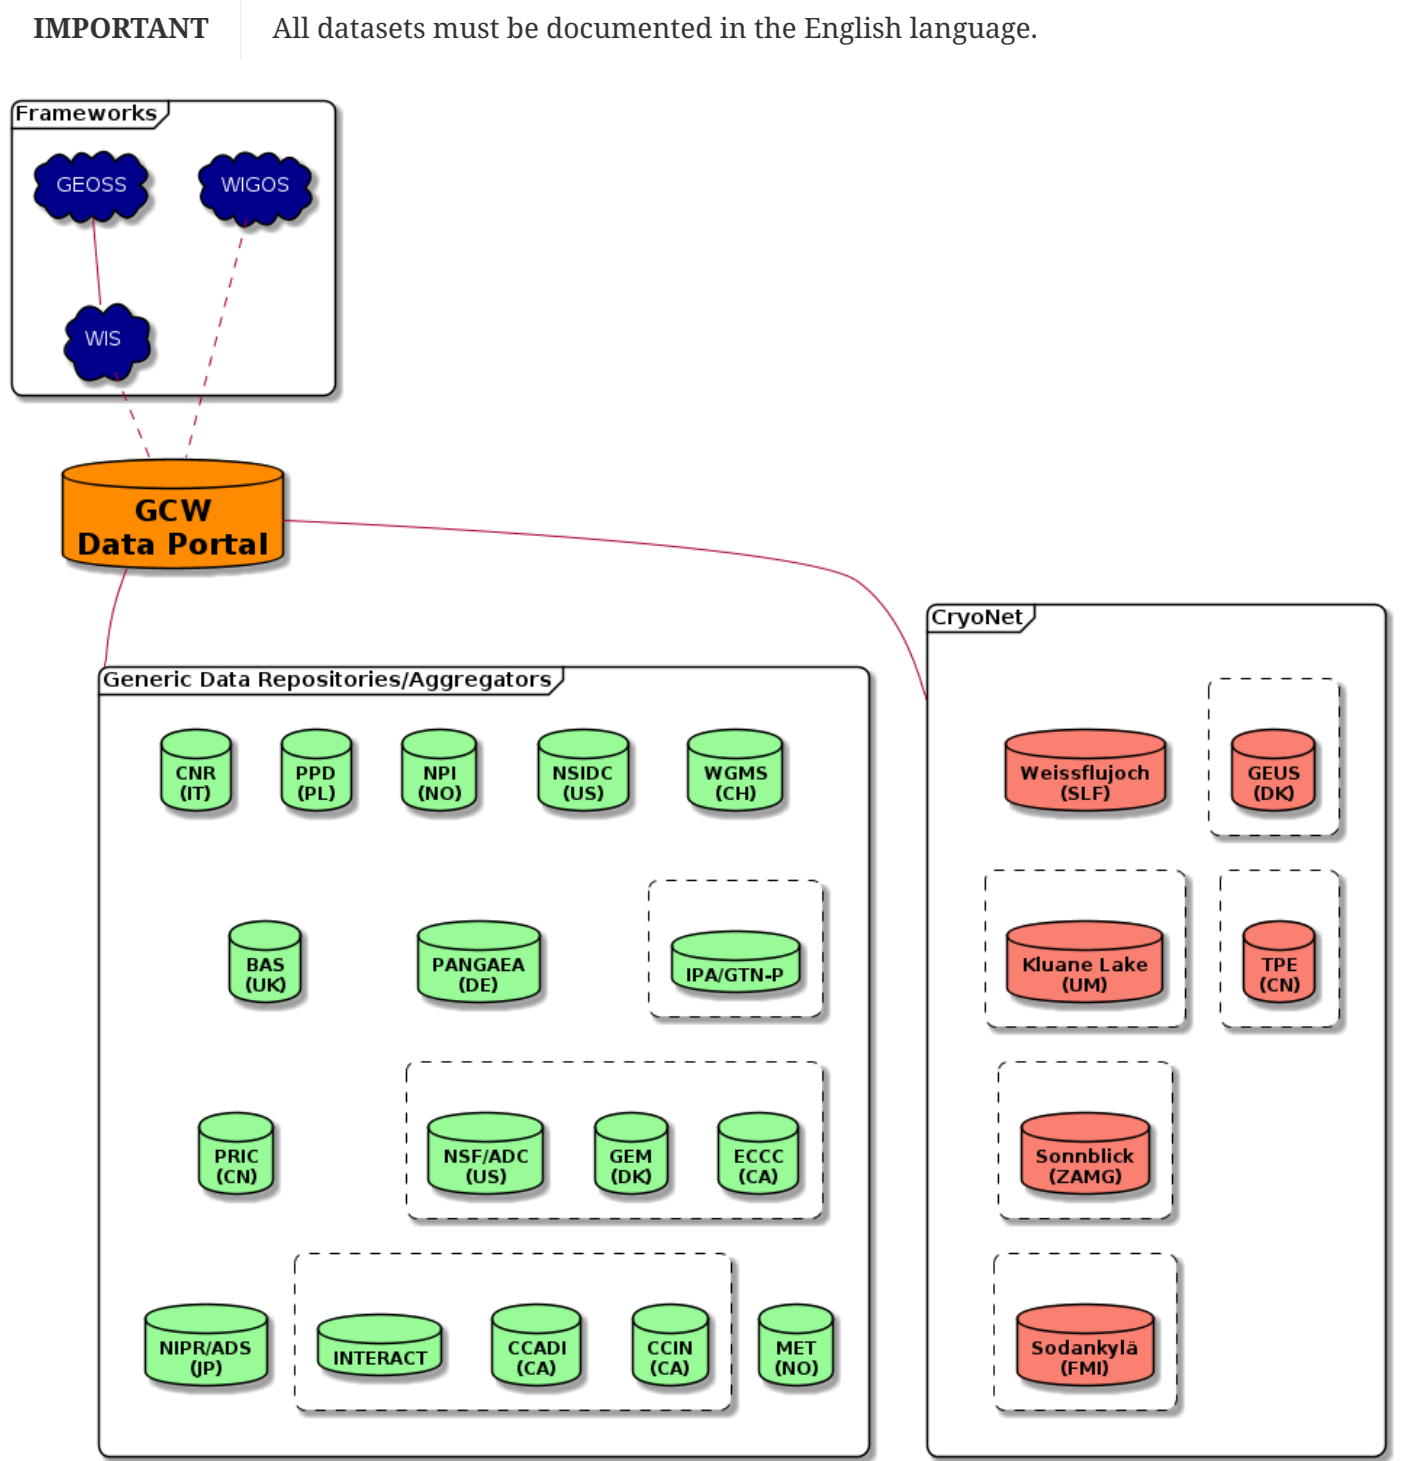 IMPORTANT All datasets must be documented in the English language.
Frameworks
GEOSS
WIGOS
WIS
GCW
Data Portal
Generic Data Repositories/Aggregators
CNR
(IT)
PPD
(PL)
NPI
(NO)
NSIDC
(US)
WGMS
(CH)
BAS
(UK)
PANGAEA
(DE)
IPA/GTN-P
PRIC
(CN)
NSF/ADC
(US)
GEM
(DK)
ECCC
(CA)
NIPR/ADS
(JP)
INTERACT
CCADI
(CA)
CCIN
(CA)
MET
(NO)
CryoNet
Weissflujoch
(SLF)
GEUS
(DK)
Kluane Lake
(UM)
TPE
(CN)
Sonnblick
(ZAMG)
Sodankylä
(FMI)